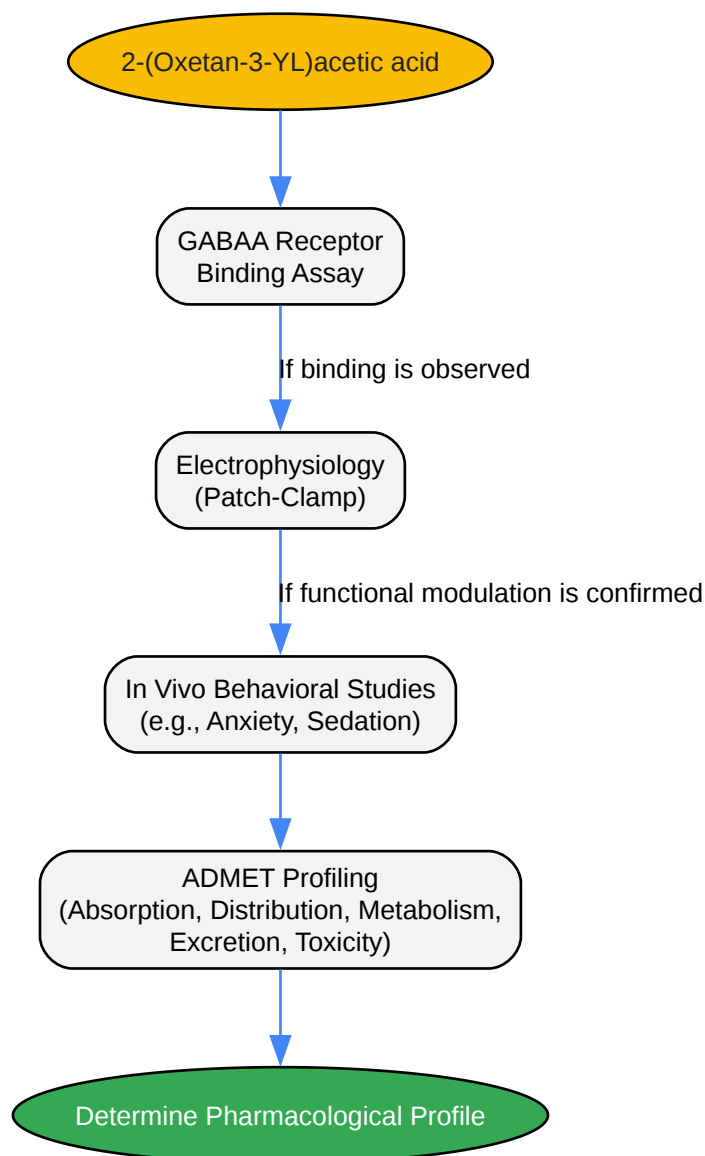 2-(Oxetan-3-YL)acetic acid
GABAA Receptor
Binding Assay
If binding is observed
Electrophysiology
(Patch-Clamp)
If functional modulation is confirmed
In Vivo Behavioral Studies
(e.g., Anxiety, Sedation)
ADMET Profiling
(Absorption, Distribution, Metabolism,
Excretion, Toxicity)
Determine Pharmacological Profile